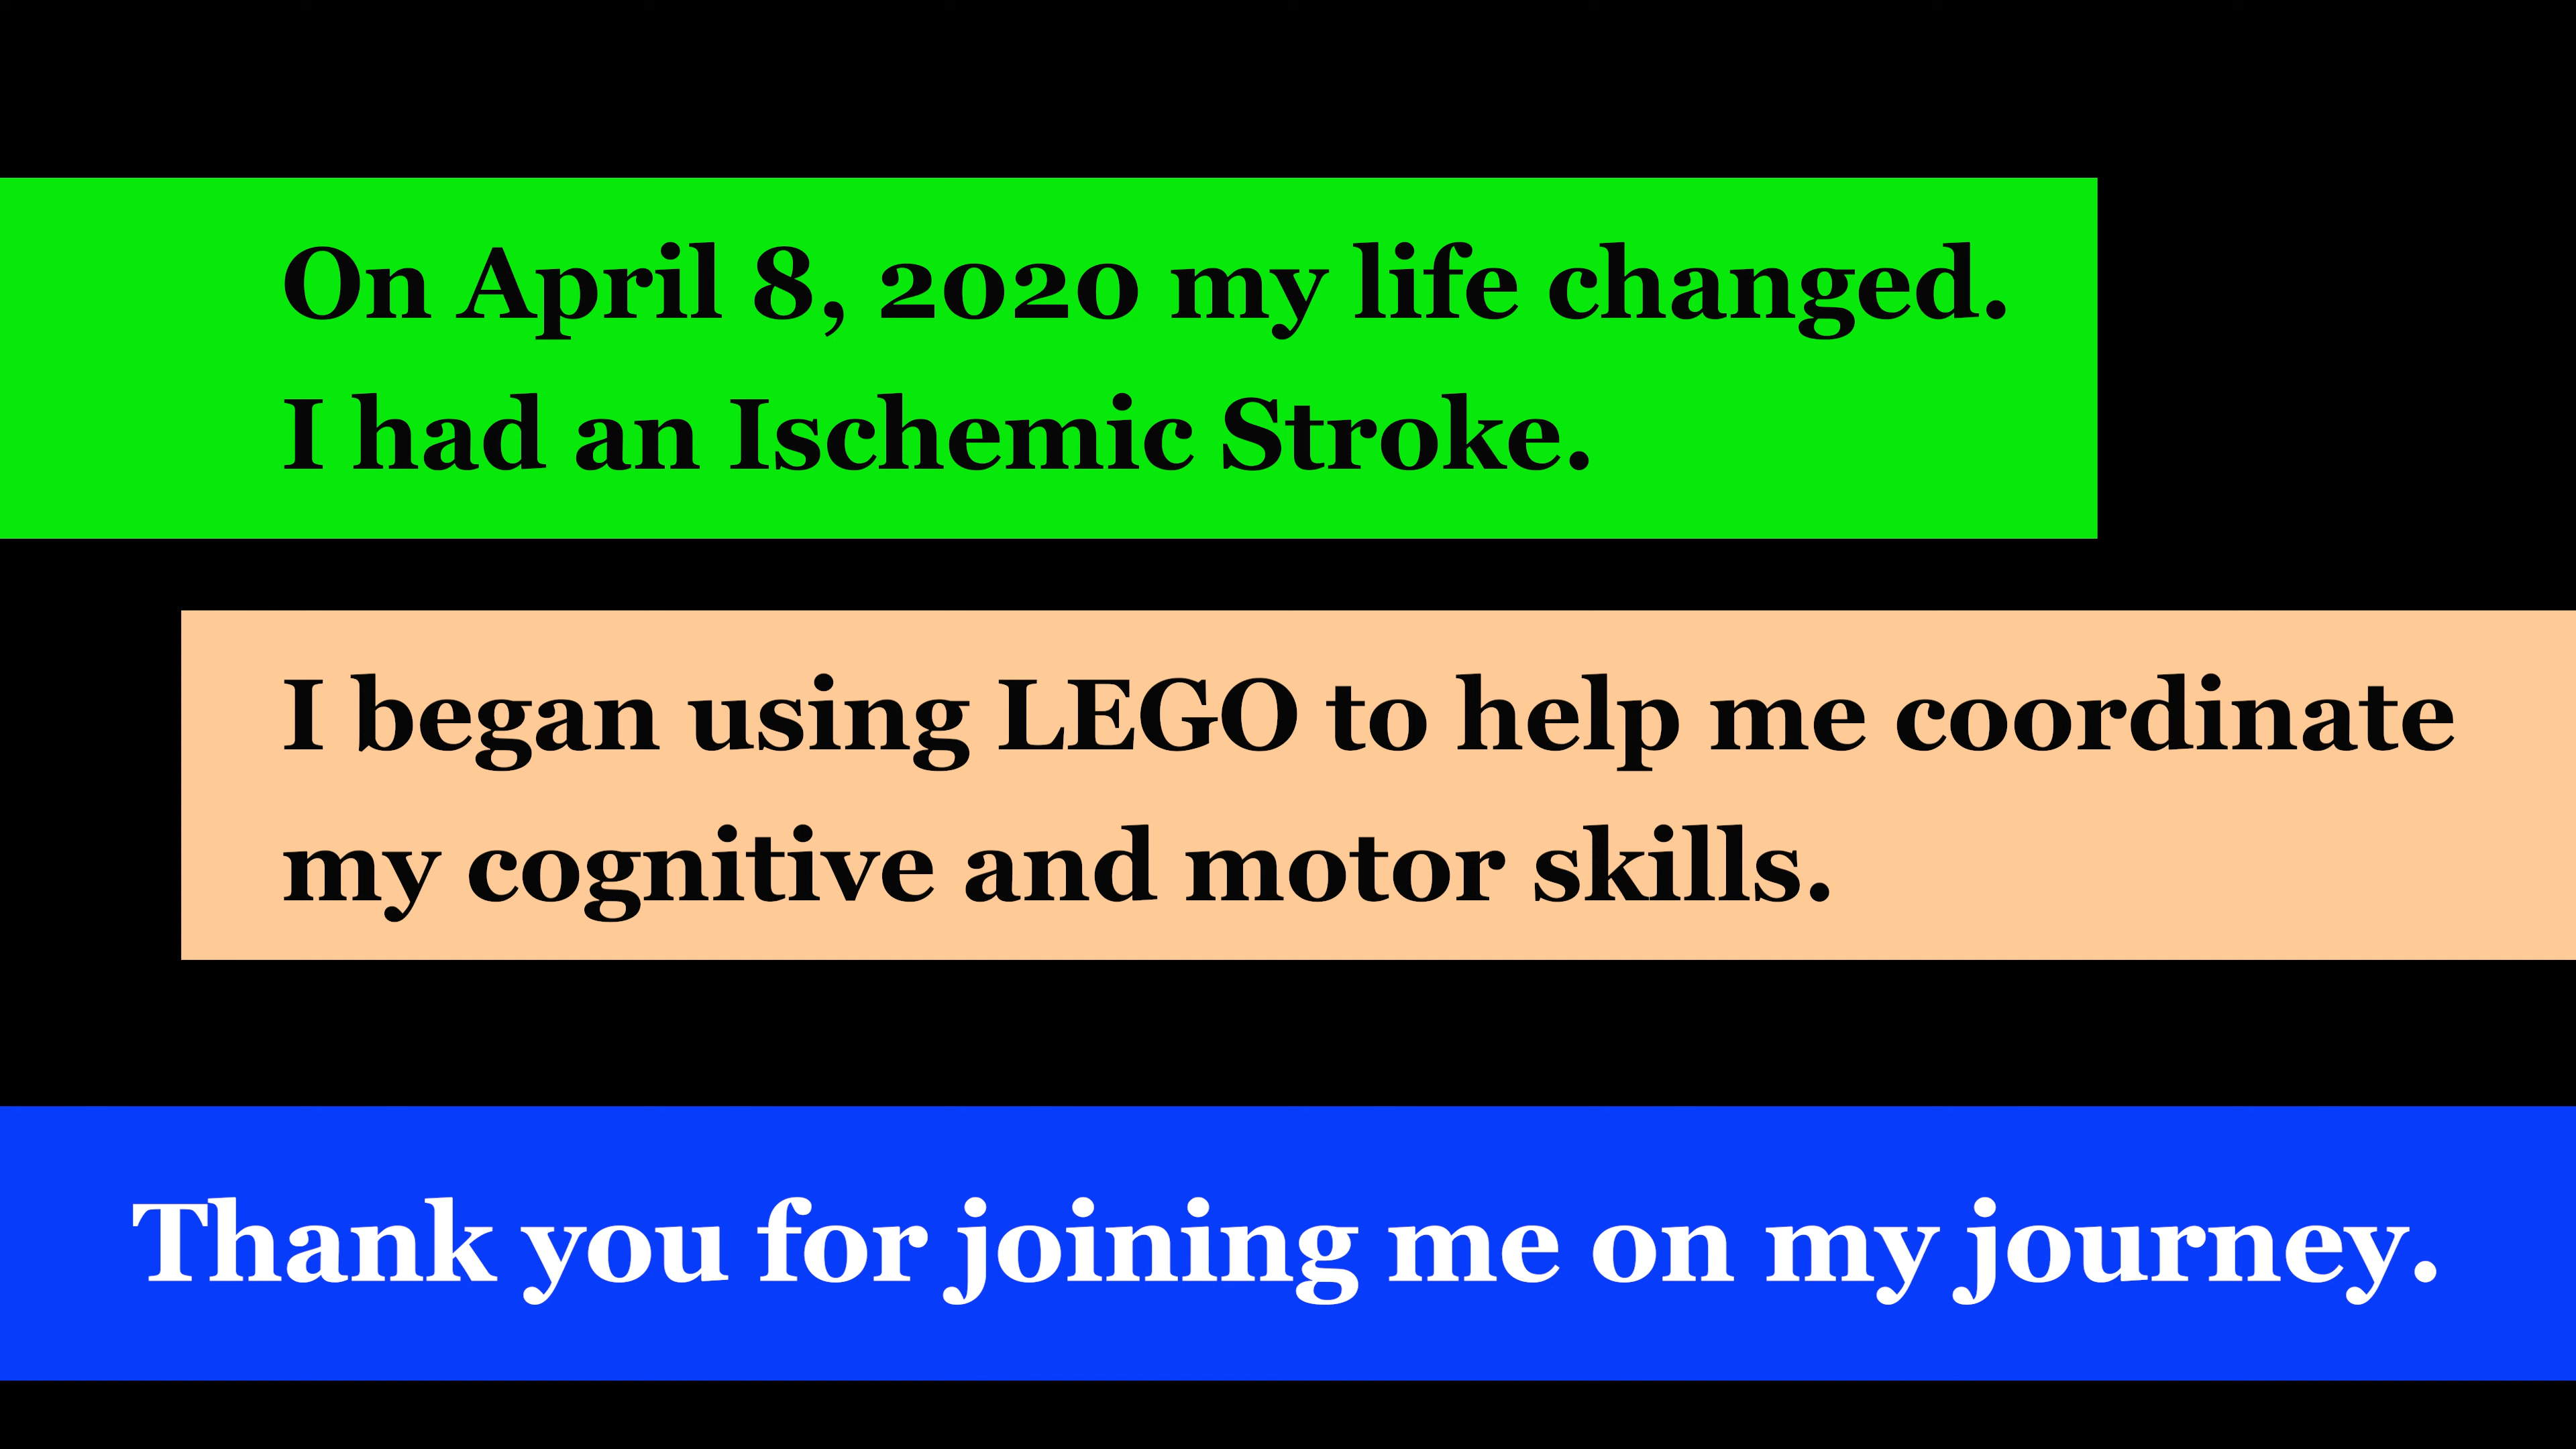 On April 8, 2020 my life changed.
I had an Ischemic Stroke.
I began using LEGO to help me coordinate
my cognitive and motor skills.
Thank you for joining me on my journey.